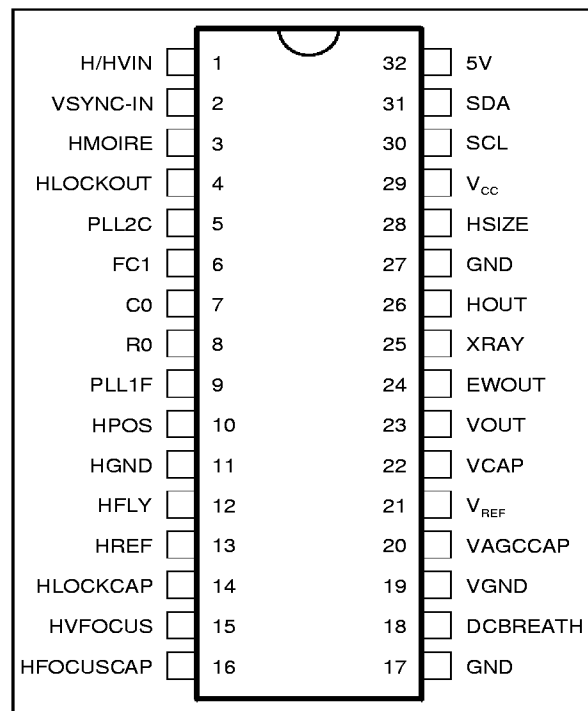 H/HVIN 1 32 5V
VSYNC-IN 2 31 SDA
HMOIRE 3 30 SCL
HLOCKOUT 4 29 VCC
PLL2C 5 28 HSIZE
FC1 6 27 GND
C0 7 26 HOUT
R0 8 25 XRAY
PLL1F 9 24 EWOUT
HPOS 10 23 VOUT
HGND 11 22 VCAP
HFLY 12 21 VREF
HREF 13 20 VAGCCAP
HLOCKCAP 14 19 VGND
HVFOCUS 15 18 DCBREATH
HFOCUSCAP 16 17 GND